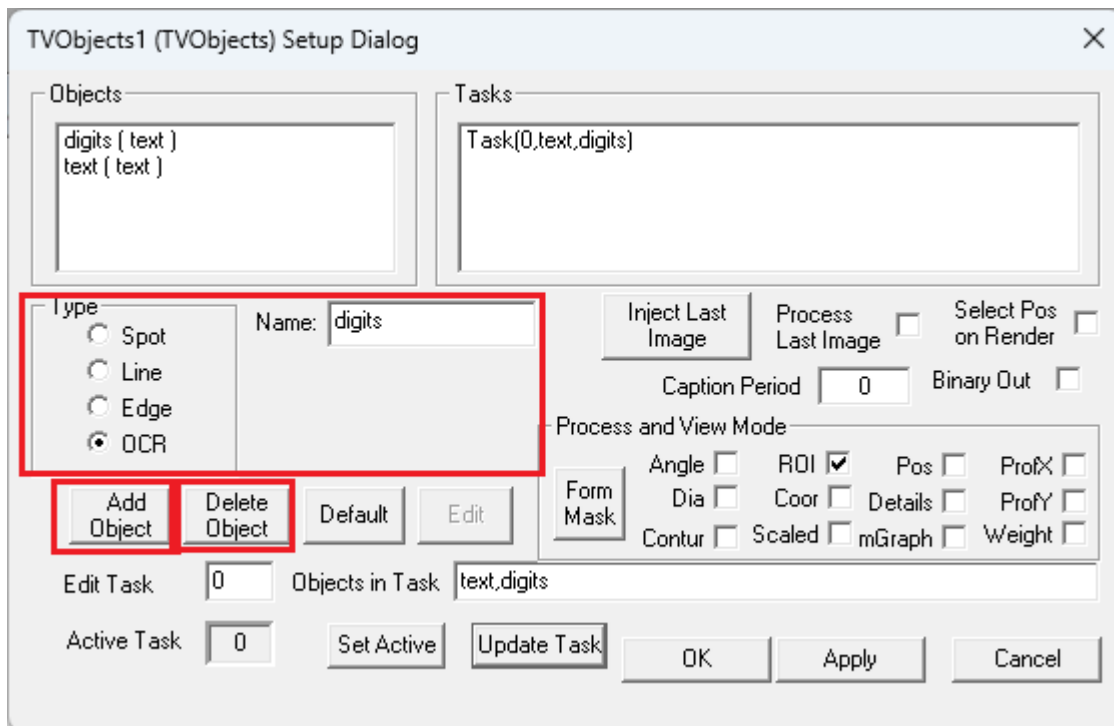 TVObjects1 (TVObjects) Setup Dialog
Objects
digits ( text )
text ( text )
Tasks
Task(0,text,digits)
Type
Spot
Line
Edge
OCR
Name: digits
Inject Last
Image
Process
Last Image
Select Pos
on Render
Caption Period 0
Binary Out
Process and View Mode
Form
Mask
Angle ROI Pos ProfX
Dia Coor Details ProfY
Contur Scaled mGraph Weight
Add
Object
Delete
Object
Default
Edit
Edit Task 0 Objects in Task text,digits
Active Task 0 Set Active Update Task OK Apply Cancel